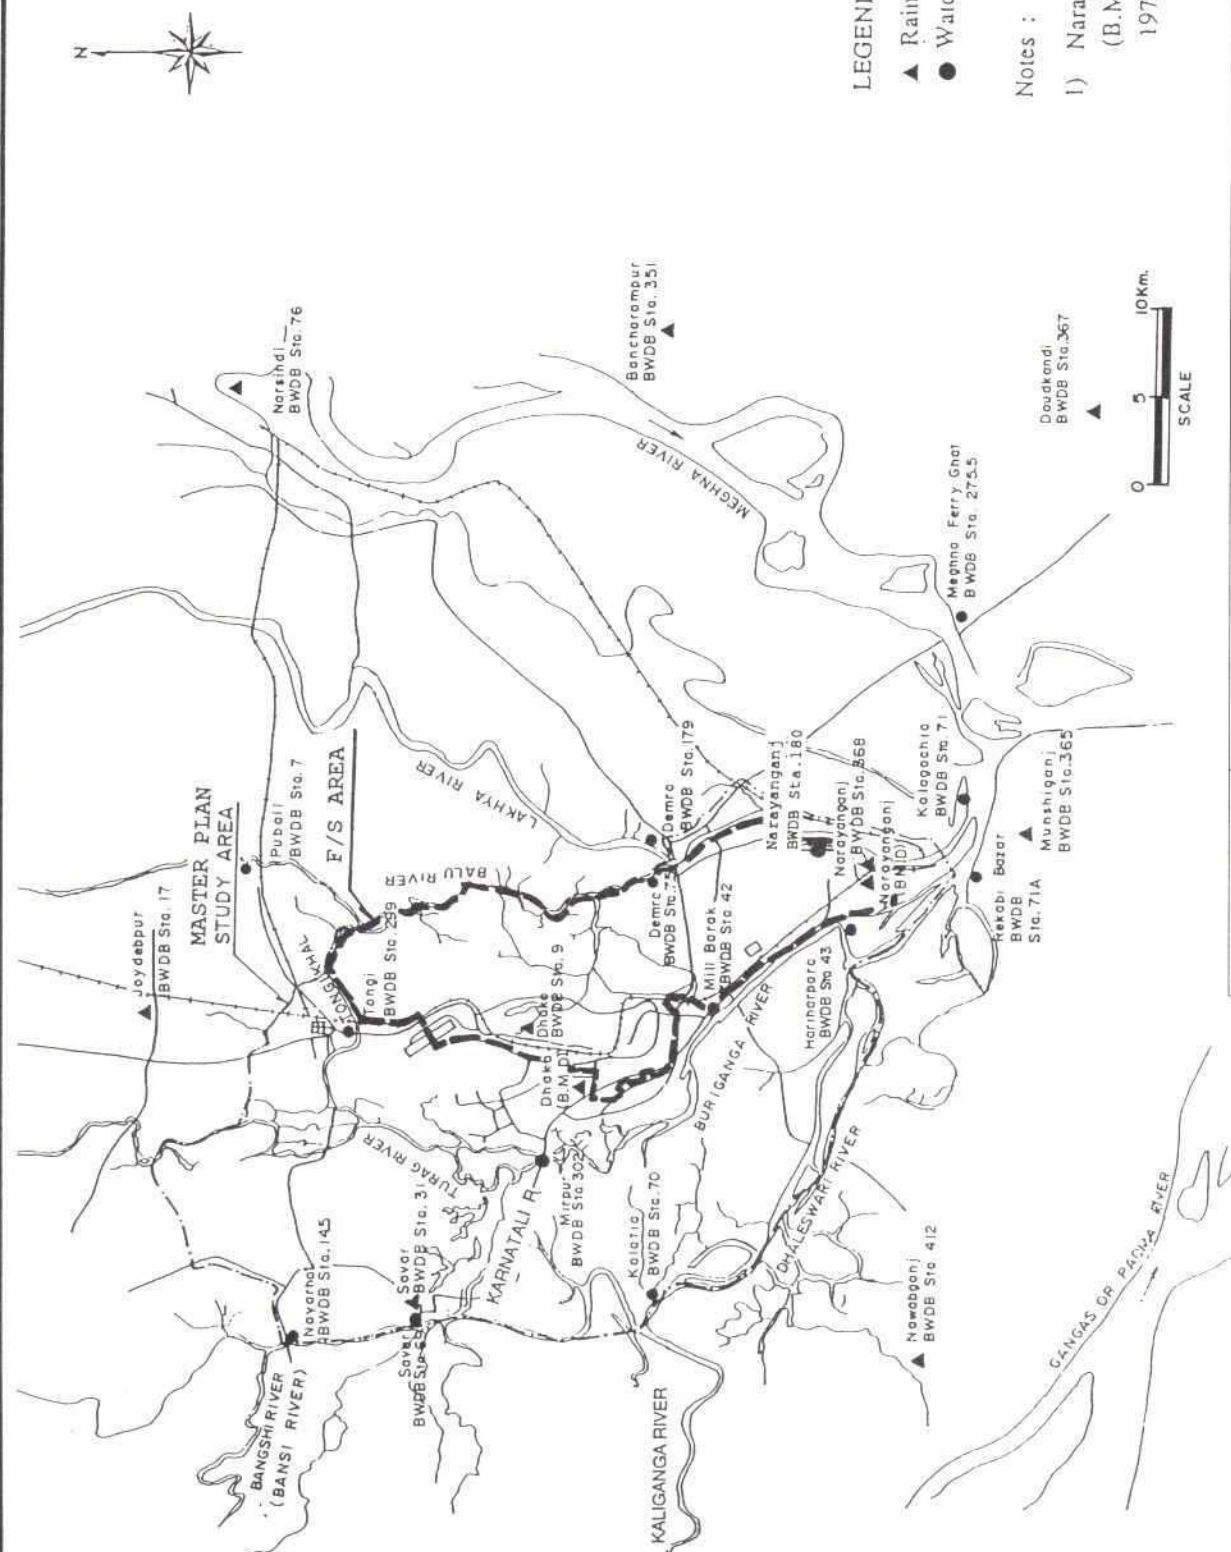 N
LEGEN
▲ Rain
●
Notes :
1) Nara
(B.M
197
Joydebpur
BWDB Sta. 17
MASTER PLAN
STUDY AREA
Pubail
BWDB Sta. 7
F/S AREA
Narsindi
BWDB Sta. 76
Bancharampur
BWDB Sta. 351
MEGHNA RIVER
Daudkandi
BWDB Sta.367
0 5 10Km.
SCALE
Meghna Ferry Ghat
BWDB Sta. 275.5
LAKHYA RIVER
BALU RIVER
TONGI KHAL
Tongi
BWDB Sta. 299
Dhaka
BWDB Sta. 9
Dhaka
(B.M.D)
Demra
BWDB Sta.179
Demra
BWDB Sta. 7.5
Mill Barak
BWDB Sta 42
Narayanganj
BWDB Sta.180
Narayanganj
BWDB Sta.368
Narayanganj
Kalagachia
BWDB Sta. 71
Munshiganj
BWDB Sta.365
Rekabi Bazar
BWDB
Sta. 71A
Hariharpara
BWDB Sta 43
BURIGANGA RIVER
DHALESWARI RIVER
TURAG RIVER
KARNATALI R.
Mirpur
BWDB Sta 302
Kalatia
BWDB Sta. 70
Nayarhat
BWDB Sta. 14.5
Savar
BWDB Sta. 31
Savar
BWDB Sta
BANGSHI RIVER
(BANSI RIVER)
KALIGANGA RIVER
Nawabganj
BWDB Sta 412
GANGAS OR PADMA RIVER